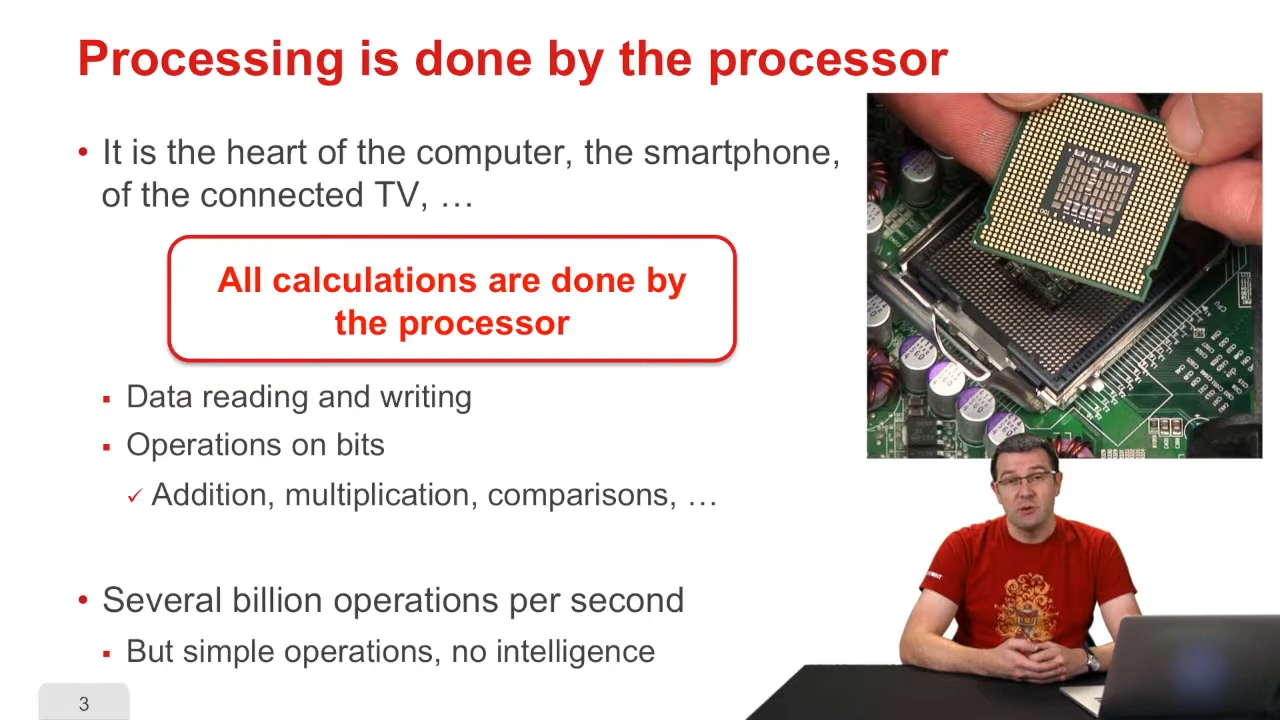 Processing is done by the processor
• It is the heart of the computer, the smartphone,
of the connected TV, …
All calculations are done by
the processor
▪ Data reading and writing
▪ Operations on bits
✓ Addition, multiplication, comparisons, …
• Several billion operations per second
▪ But simple operations, no intelligence
3